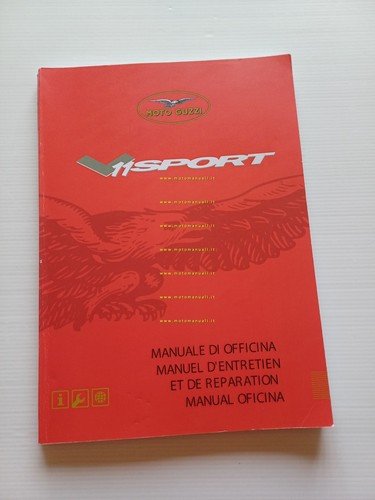 MOTO GUZZI
V11SPORT
www.motomanuali.it
www.motomanuali.it
www.motomanuali.it
www.motomanuali.it
www.motomanuali.it
www.motomanuali.it
www.motomanuali.it
MANUALE DI OFFICINA
MANUEL D'ENTRETIEN
ET DE REPARATION
MANUAL OFICINA